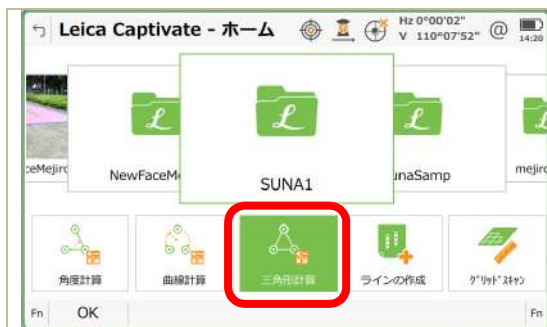 Leica Captivate - ホーム
Hz 0°00'02"
V 110°07'52"
@
14:20
ceMejiro
NewFaceM
SUNA1
unaSamp
mejiro
角度計算
曲線計算
三角形計算
ラインの作成
グリッドスキャン
Fn
OK
Fn